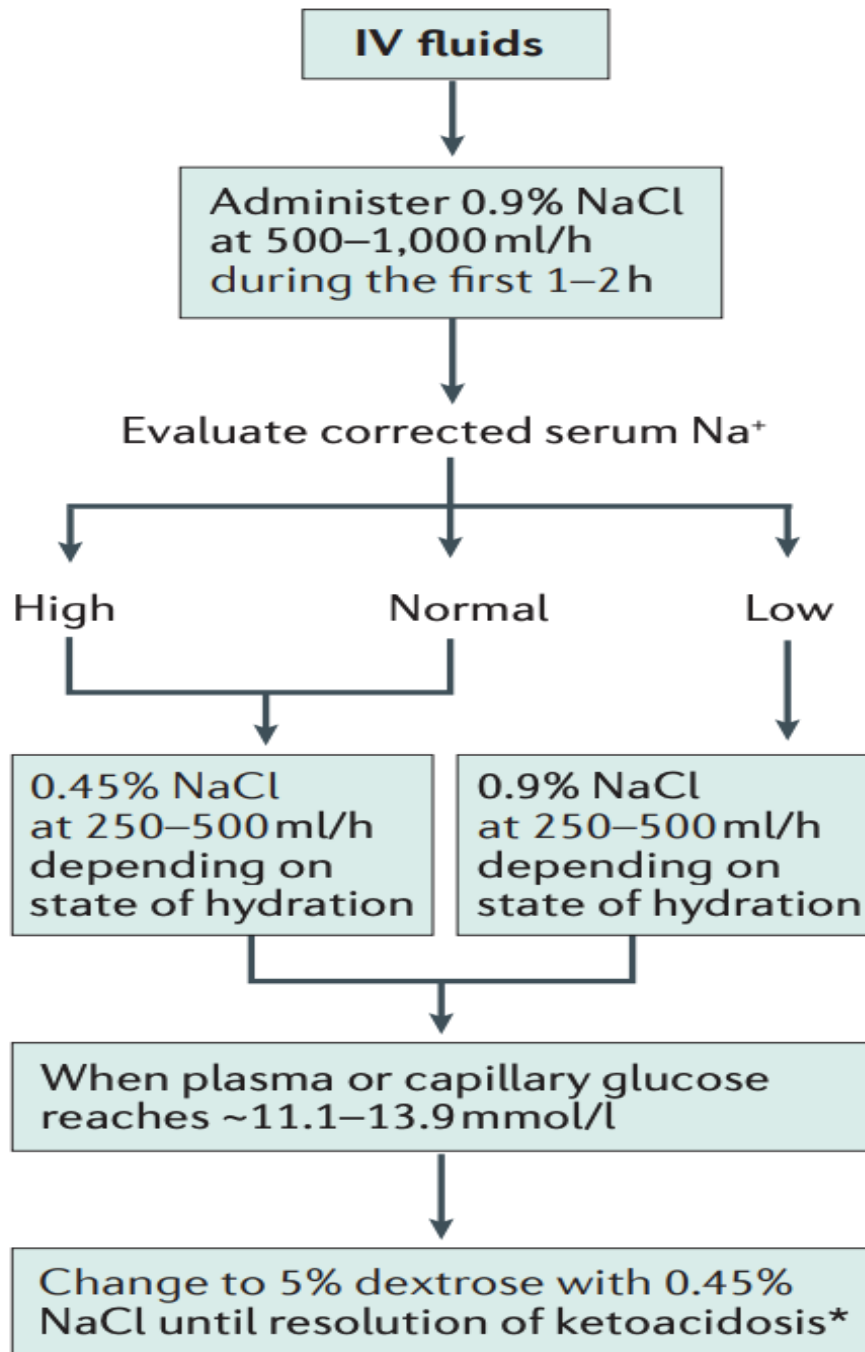 IV fluids
Administer 0.9% NaCl
at 500–1,000 ml/h
during the first 1–2 h
Evaluate corrected serum Na⁺
High
Normal
Low
0.45% NaCl
at 250–500 ml/h
depending on
state of hydration
0.9% NaCl
at 250–500 ml/h
depending on
state of hydration
When plasma or capillary glucose
reaches ~11.1–13.9 mmol/l
Change to 5% dextrose with 0.45%
NaCl until resolution of ketoacidosis*